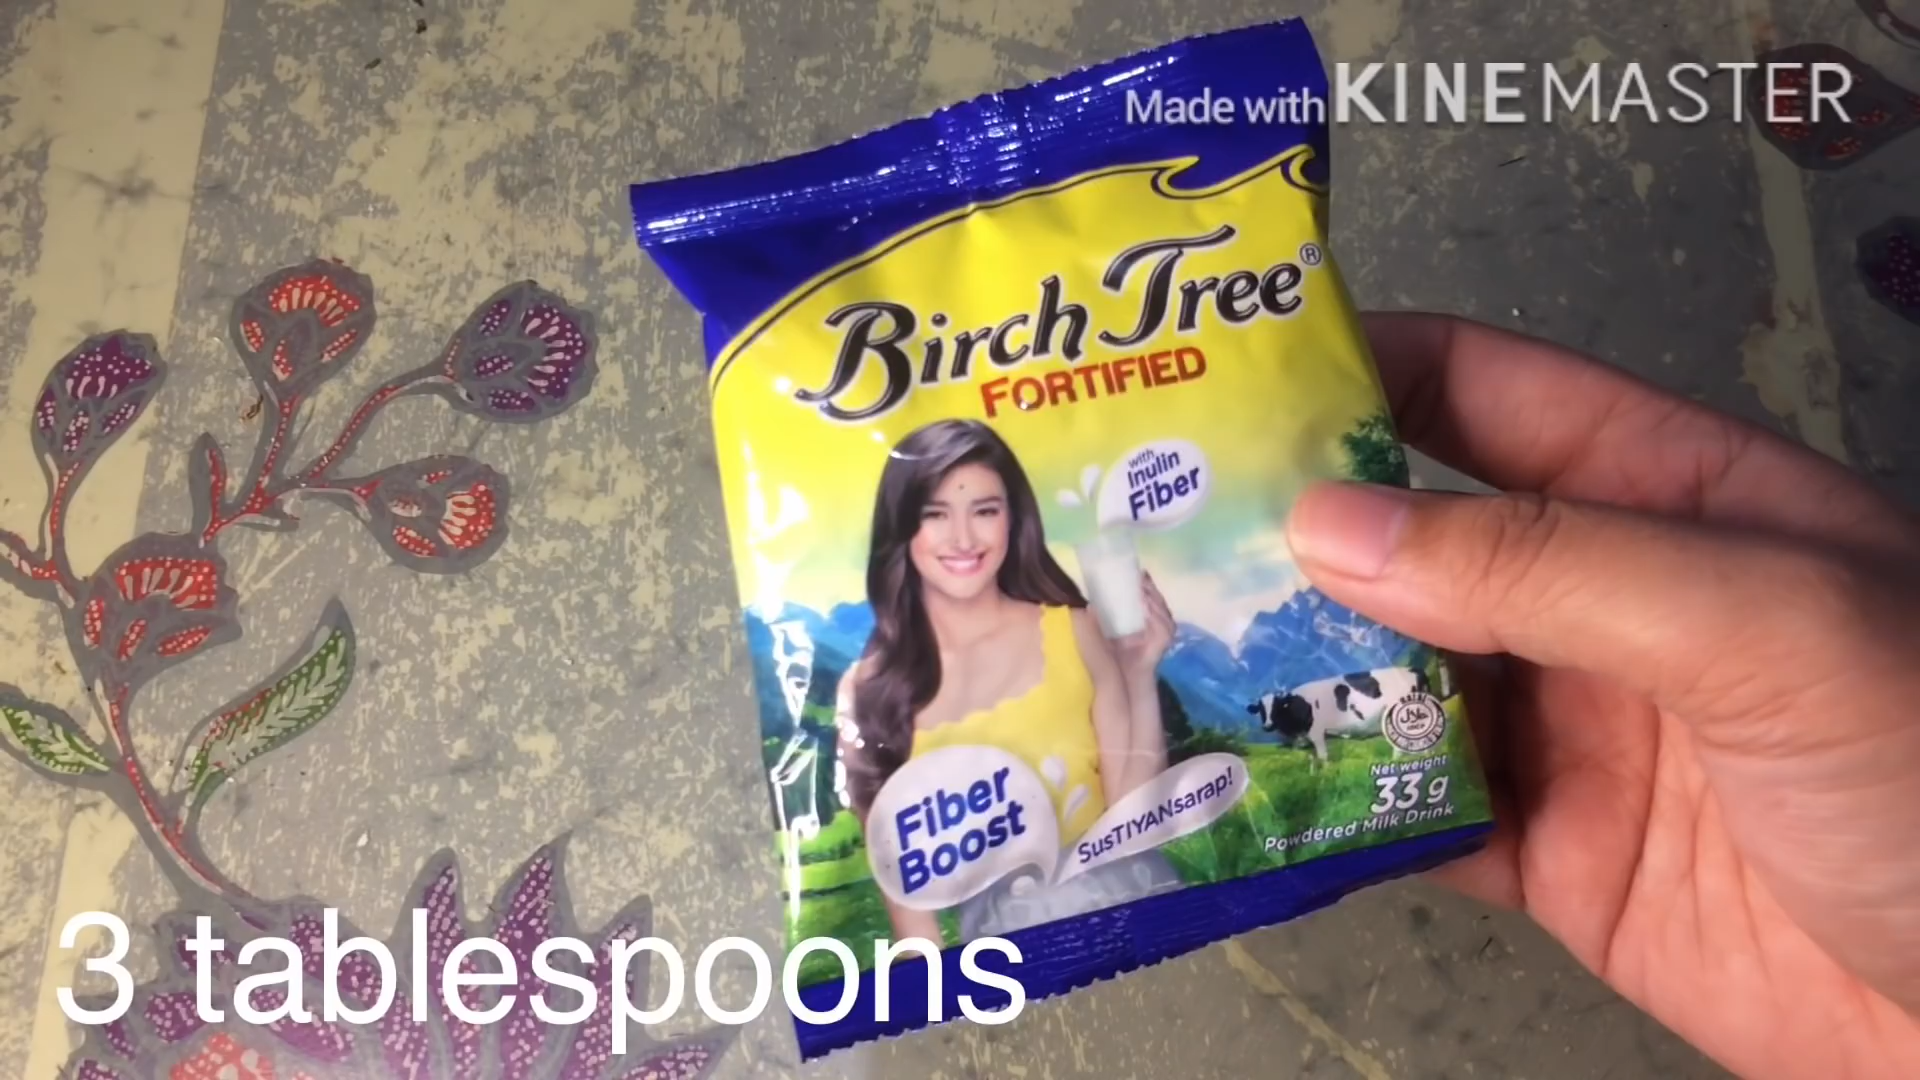 Made with KINEMASTER
Birch Tree®
FORTIFIED
with
Inulin
Fiber
Fiber
Boost
SusTIYANsarap!
Net weight
33 g
Powdered Milk Drink
3 tablespoons